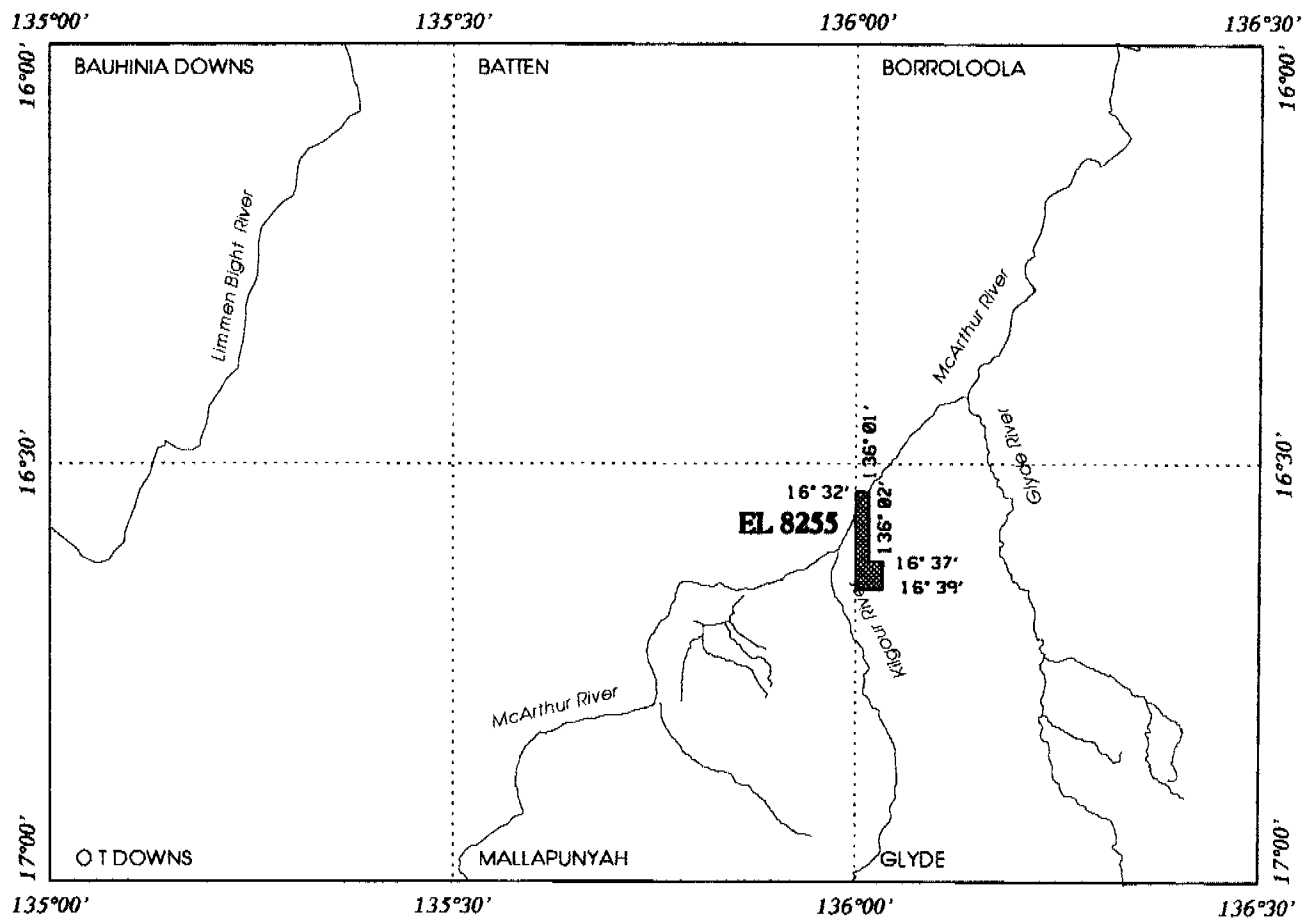 135°00' 135°30' 136°00' 136°30'
16°00' 16°00'
BAUHINIA DOWNS BATTEN BORROLOOLA
Limmen Bight River
McArthur River
136° 01'
Glyde River
16°30' 16°30'
16° 32'
136° 02'
EL 8255
16° 37'
16° 39'
Kilgour River
McArthur River
17°00' 17°00'
O T DOWNS MALLAPUNYAH GLYDE
135°00' 135°30' 136°00' 136°30'